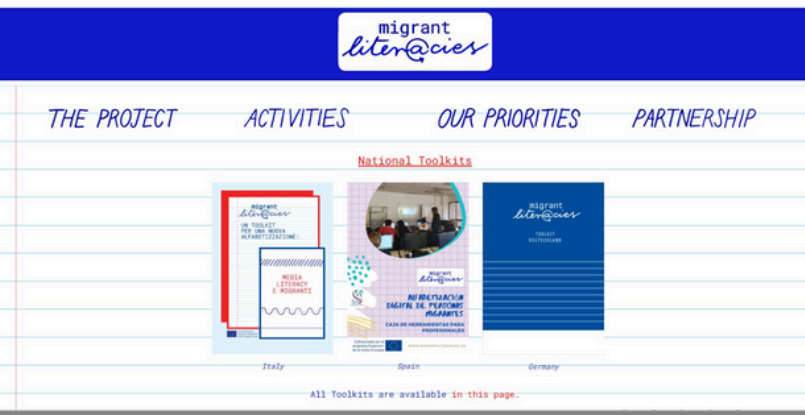 migrant
liter@cies
THE PROJECT ACTIVITIES OUR PRIORITIES PARTNERSHIP
National Toolkits
migrant
liter@cies
UN TOOLKIT
PER UNA NUOVA
ALFABETIZZAZIONE:
MEDIA
LITERACY
E MIGRANTI
migrant
liter@cies
ALFABETIZACIÓN
DIGITAL DE PERSONAS
MIGRANTES
CAJA DE HERRAMIENTAS PARA
PROFESIONALES
migrant
liter@cies
TOOLKIT
DEUTSCHLAND
Italy Spain Germany
All Toolkits are available in this page.